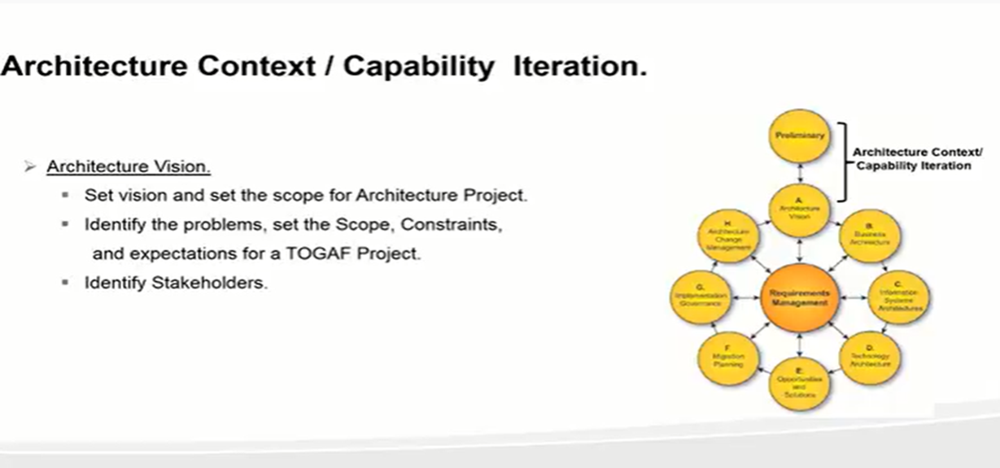 Architecture Context / Capability Iteration.
Architecture Vision.
Set vision and set the scope for Architecture Project.
Identify the problems, set the Scope, Constraints,
and expectations for a TOGAF Project.
Identify Stakeholders.
Preliminary
Architecture Context/
Capability Iteration
A.
Architecture
Vision
H.
Architecture
Change
Management
B.
Business
Architecture
G.
Implementation
Governance
Requirements
Management
C.
Information
Systems
Architectures
F.
Migration
Planning
D.
Technology
Architecture
E.
Opportunities
and
Solutions